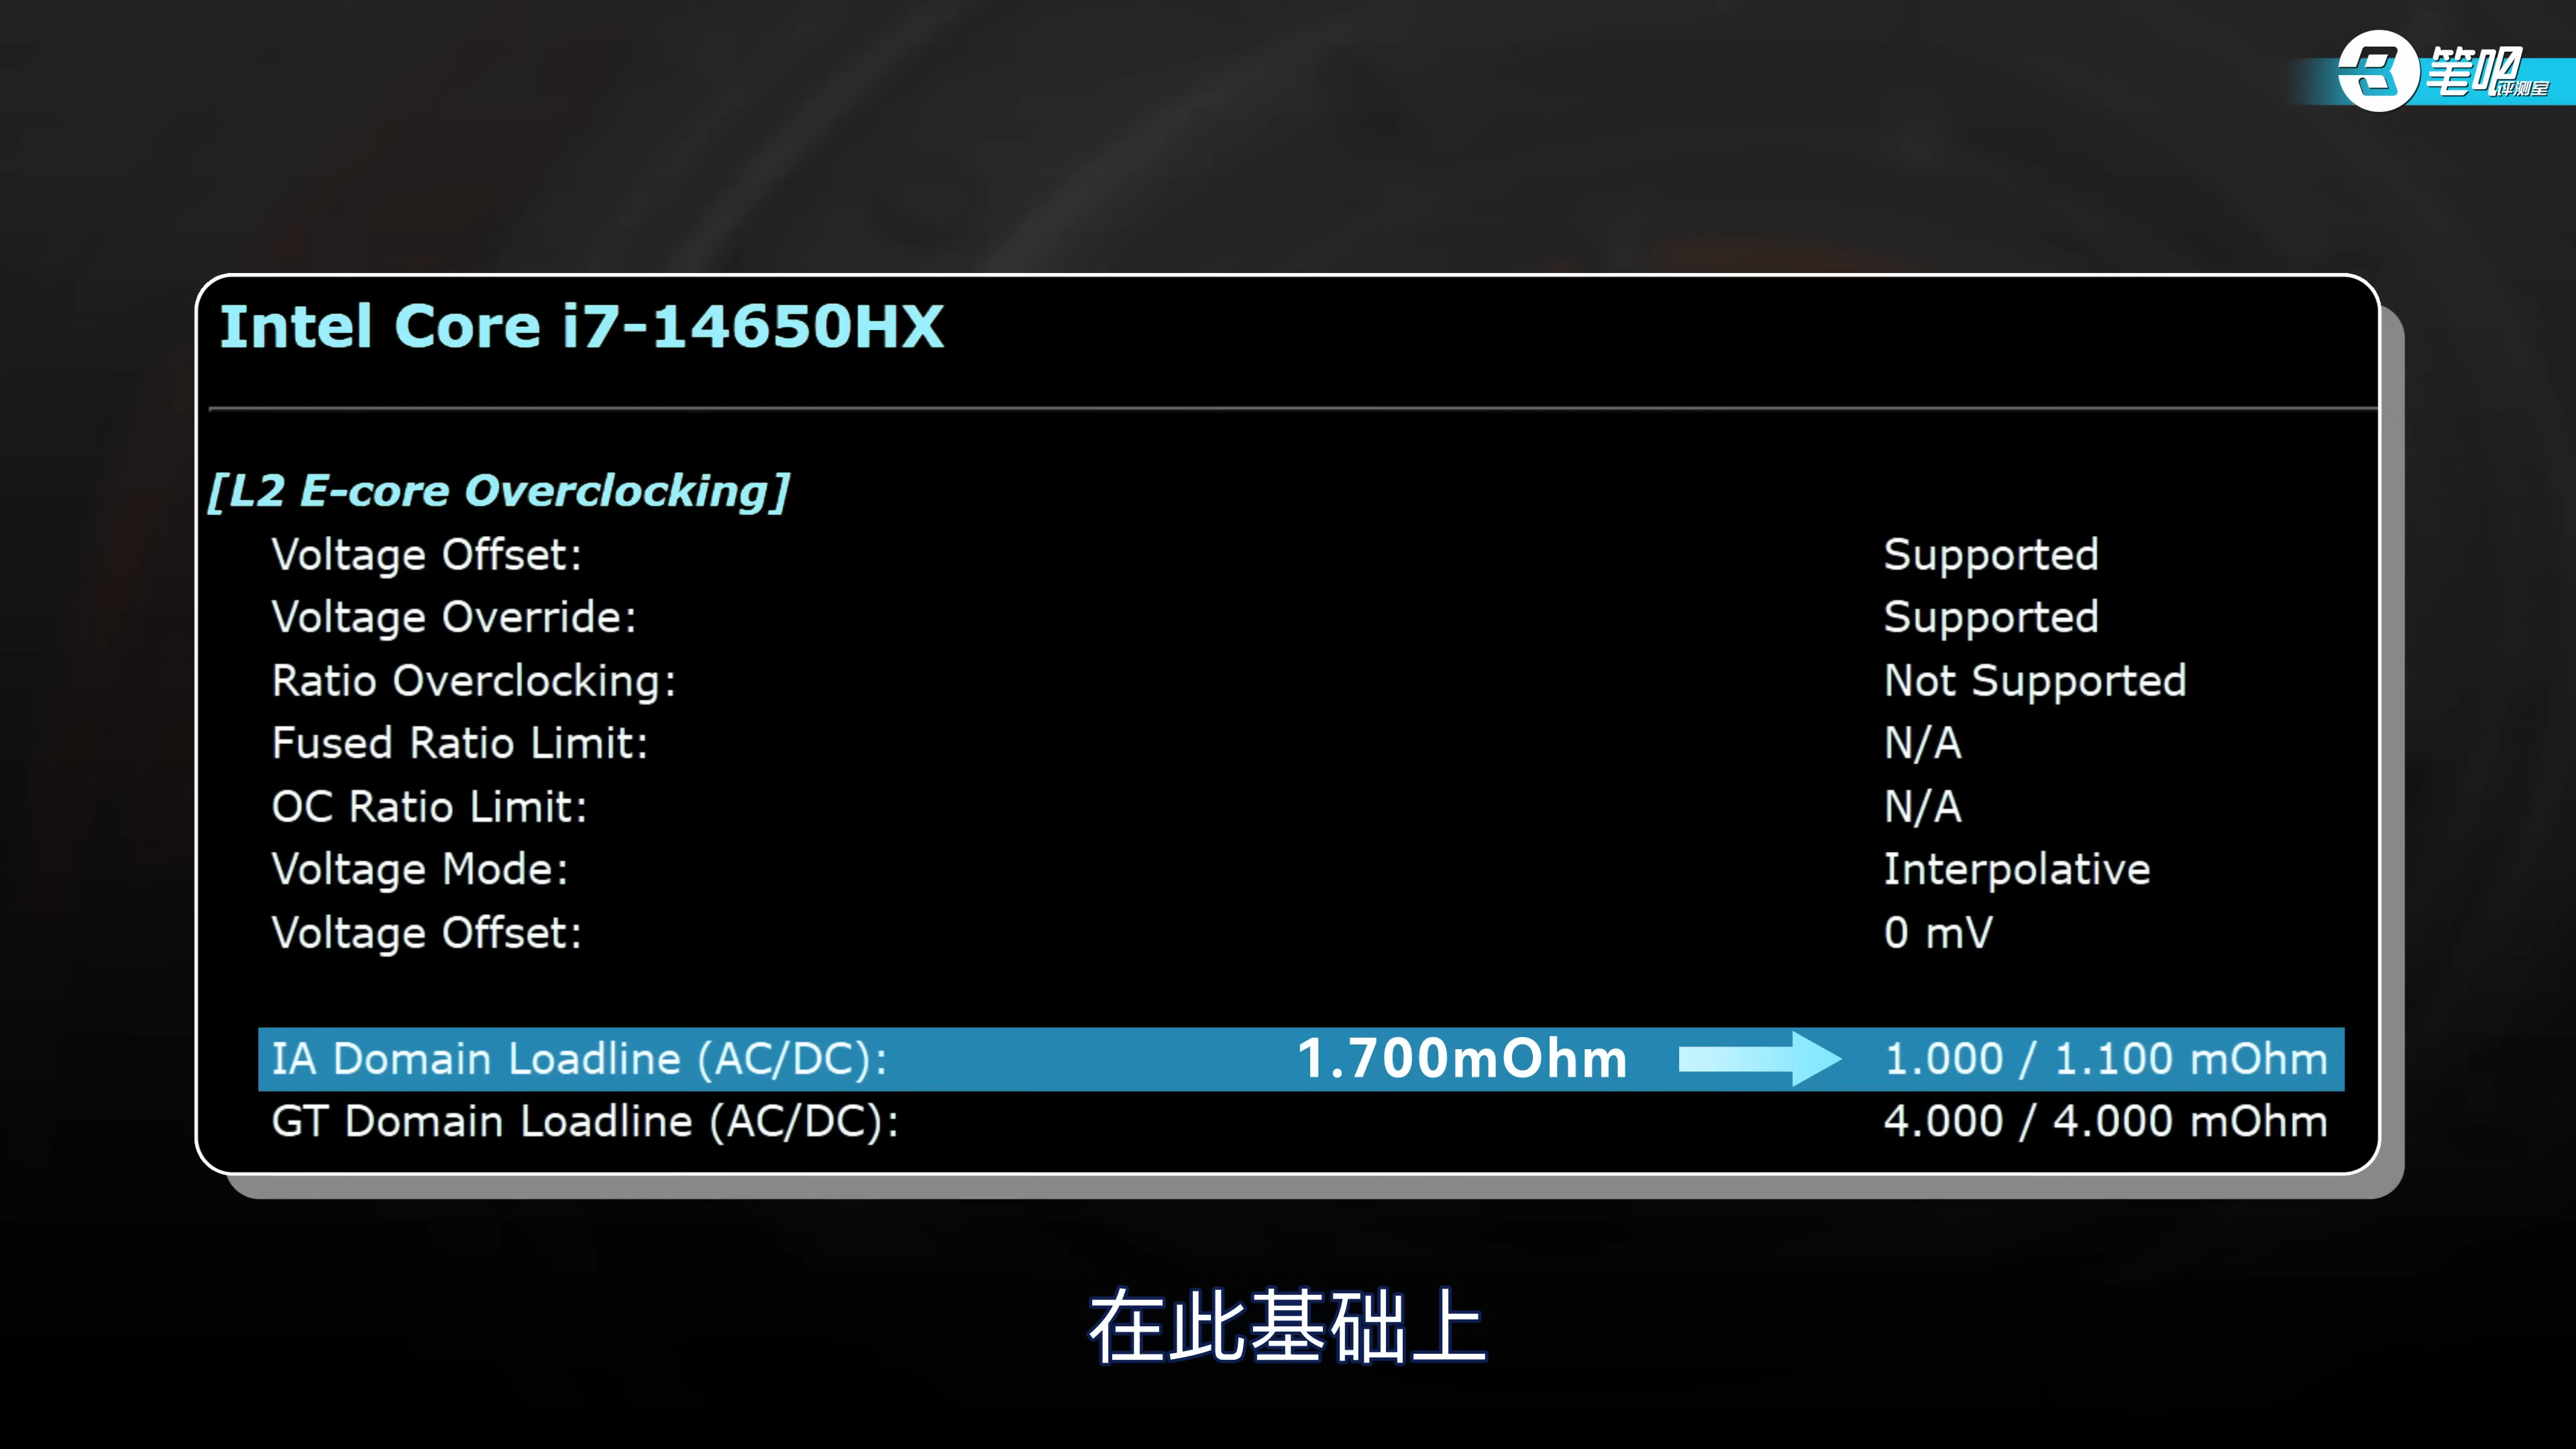 笔吧评测室
Intel Core i7-14650HX
[L2 E-core Overclocking]
Voltage Offset: Supported
Voltage Override: Supported
Ratio Overclocking: Not Supported
Fused Ratio Limit: N/A
OC Ratio Limit: N/A
Voltage Mode: Interpolative
Voltage Offset: 0 mV
IA Domain Loadline (AC/DC): 1.700mOhm 1.000 / 1.100 mOhm
GT Domain Loadline (AC/DC): 4.000 / 4.000 mOhm
在此基础上